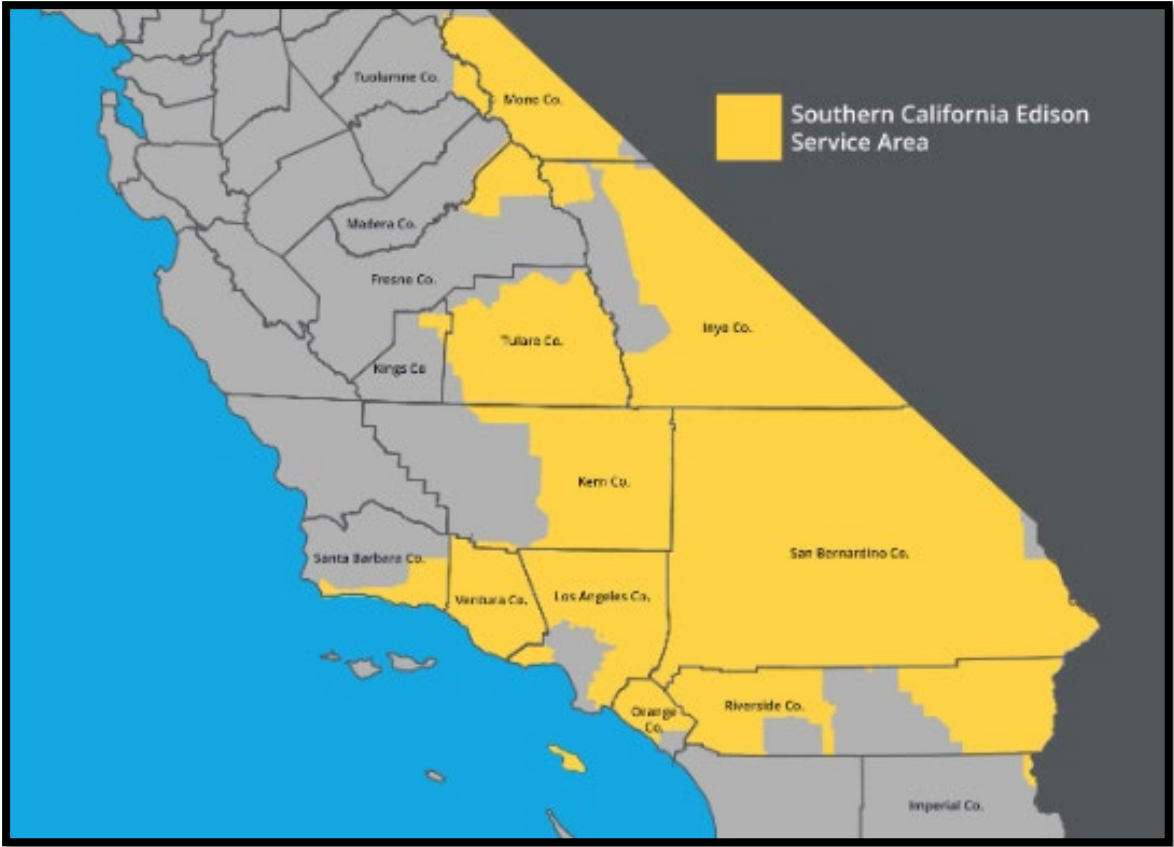 Tuolumne Co.
Mono Co.
Southern California Edison
Service Area
Madera Co.
Fresno Co.
Inyo Co.
Tulare Co.
Kings Co
Kern Co.
San Bernardino Co.
Santa Barbara Co.
Ventura Co.
Los Angeles Co.
Riverside Co.
Orange
Co.
Imperial Co.